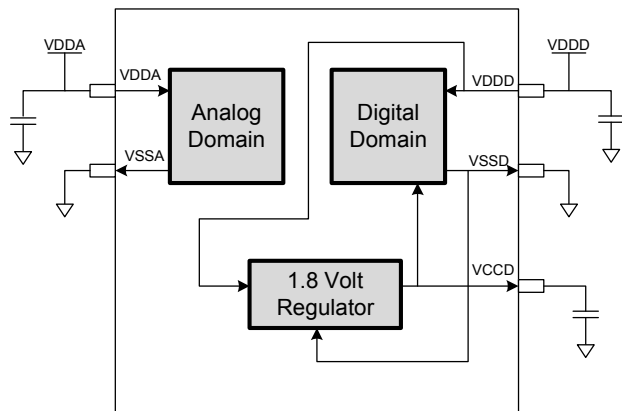 VDDA
VDDD
VDDA
Analog
Domain
Digital
Domain
VDDD
VSSA
VSSD
1.8 Volt
Regulator
VCCD